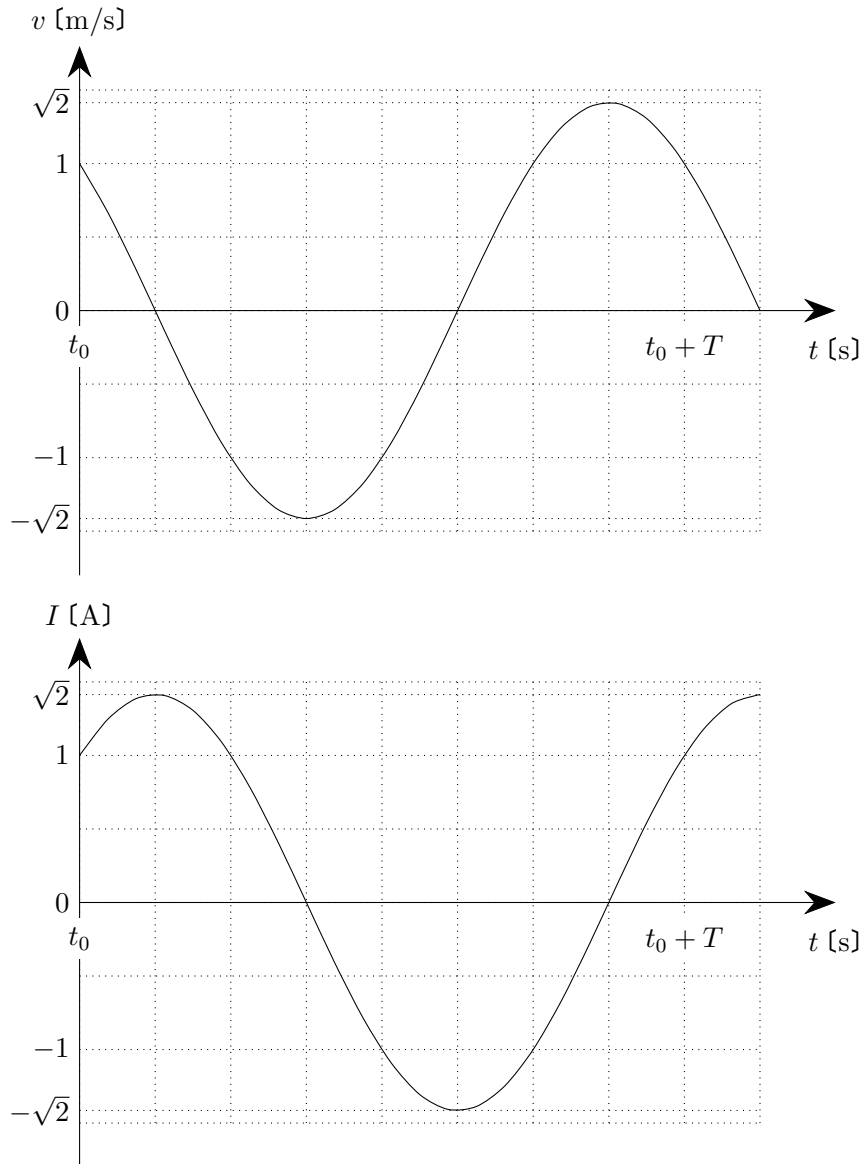 v〔m/s〕
√2
1
0
t₀
t₀ + T
t〔s〕
−1
−√2
I〔A〕
√2
1
0
t₀
t₀ + T
t〔s〕
−1
−√2